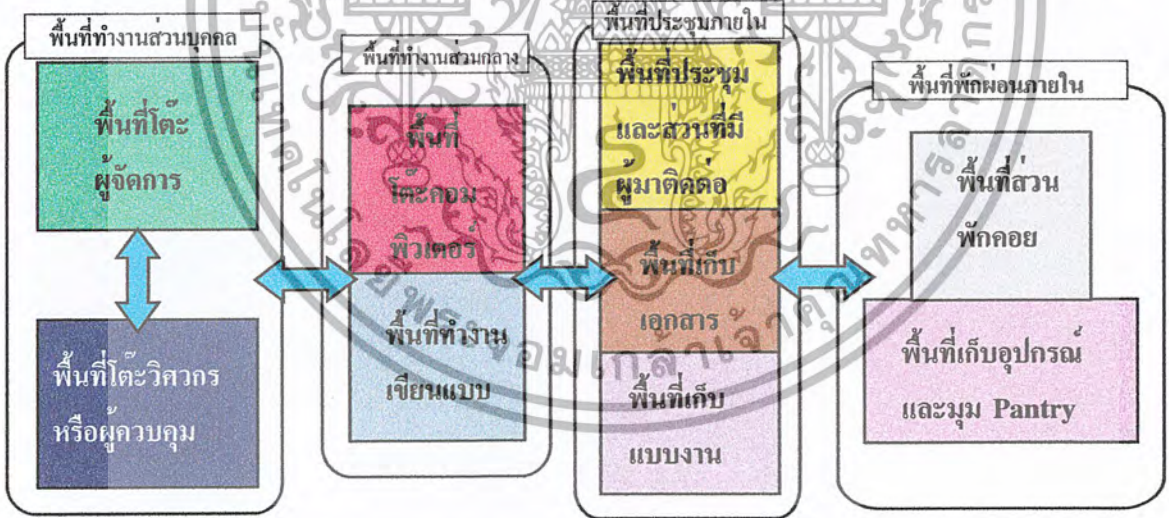 พื้นที่ทำงานส่วนบุคคล
พื้นที่โต๊ะ
ผู้จัดการ
พื้นที่โต๊ะวิศวกร
หรือผู้ควบคุม
พื้นที่ทำงานส่วนกลาง
พื้นที่
โต๊ะคอม
พิวเตอร์
พื้นที่ทำงาน
เขียนแบบ
พื้นที่ประชุมภายใน
พื้นที่ประชุม
และส่วนที่มี
ผู้มาติดต่อ
พื้นที่เก็บ
เอกสาร
พื้นที่เก็บ
แบบงาน
พื้นที่พักผ่อนภายใน
พื้นที่ส่วน
พักคอย
พื้นที่เก็บอุปกรณ์
และมุม Pantry